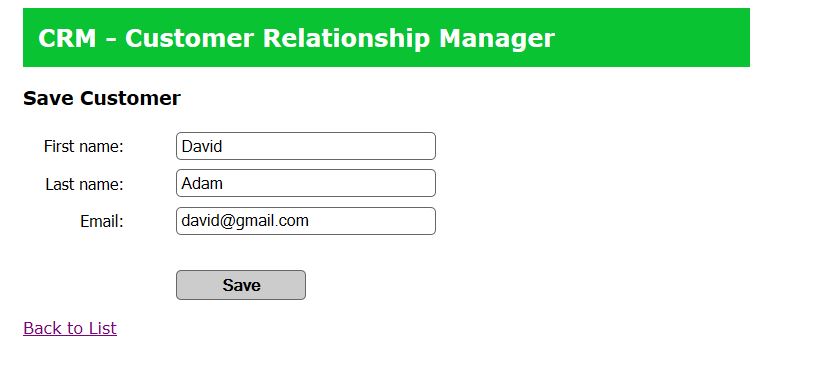 CRM - Customer Relationship Manager
Save Customer
First name: David
Last name: Adam
Email: david@gmail.com
Save
Back to List